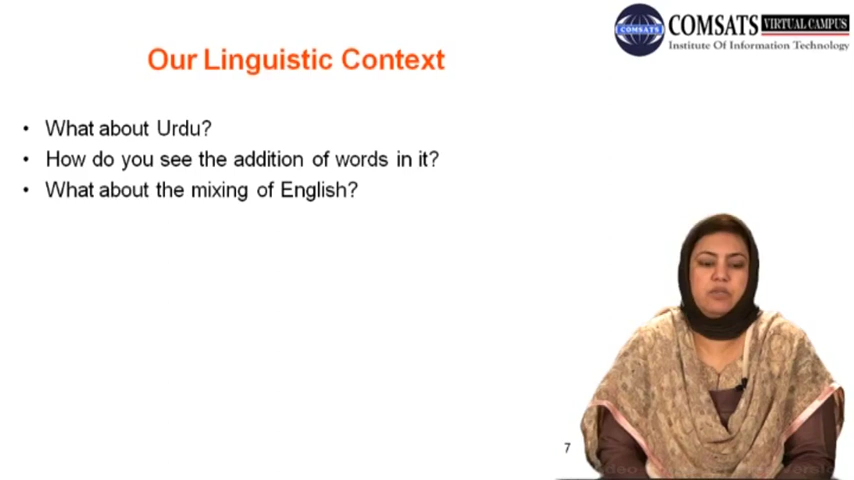 COMSATS VIRTUAL CAMPUS
COMSATS
Institute Of Information Technology
Our Linguistic Context
• What about Urdu?
• How do you see the addition of words in it?
• What about the mixing of English?
7